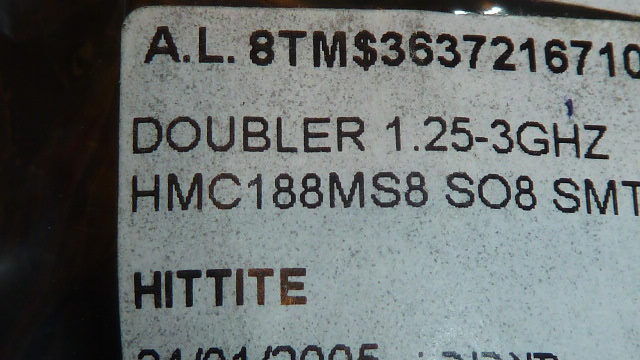 A.L. 8TM$3637216710
DOUBLER 1.25-3GHZ
HMC188MS8 SO8 SMT
HITTITE